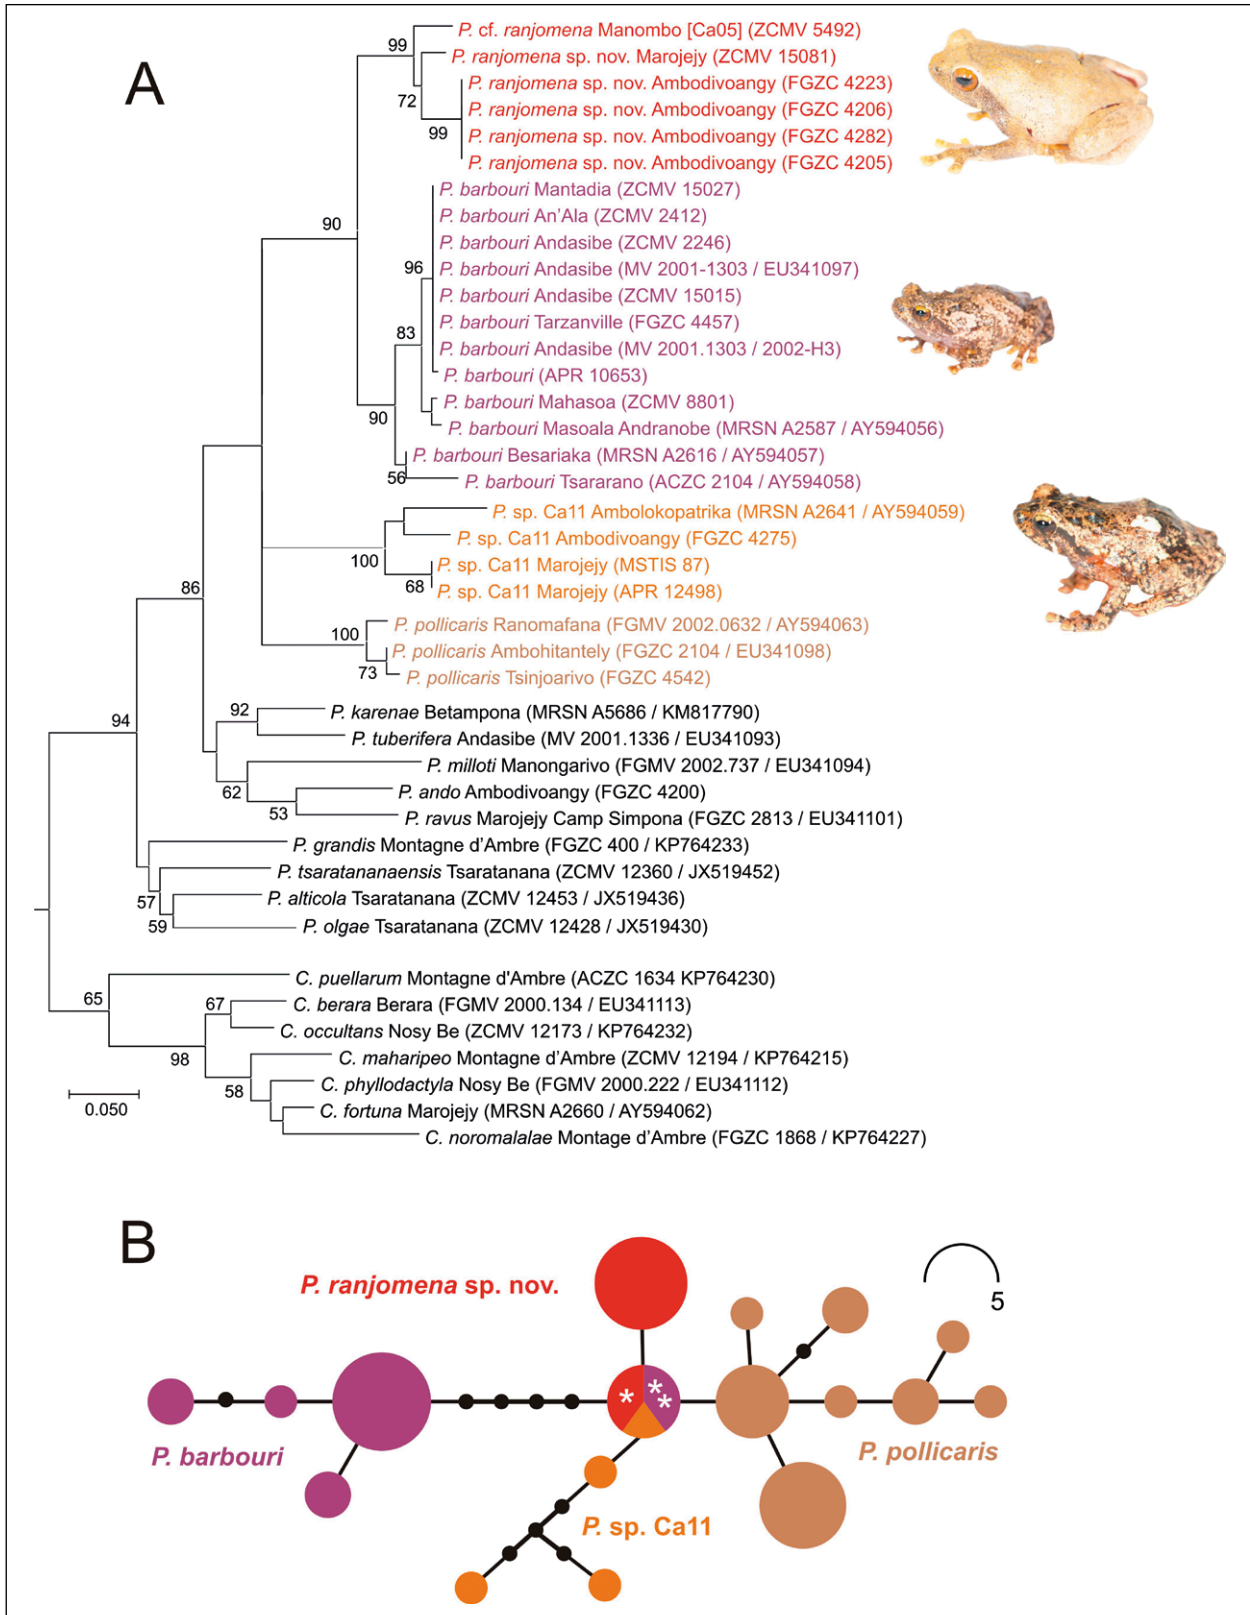 A
P. cf. ranjomena Manombo [Ca05] (ZCMV 5492)
99
P. ranjomena sp. nov. Marojejy (ZCMV 15081)
P. ranjomena sp. nov. Ambodivoangy (FGZC 4223)
72
P. ranjomena sp. nov. Ambodivoangy (FGZC 4206)
99
P. ranjomena sp. nov. Ambodivoangy (FGZC 4282)
P. ranjomena sp. nov. Ambodivoangy (FGZC 4205)
P. barbouri Mantadia (ZCMV 15027)
90
P. barbouri An'Ala (ZCMV 2412)
P. barbouri Andasibe (ZCMV 2246)
96
P. barbouri Andasibe (MV 2001-1303 / EU341097)
P. barbouri Andasibe (ZCMV 15015)
83
P. barbouri Tarzanville (FGZC 4457)
P. barbouri Andasibe (MV 2001.1303 / 2002-H3)
P. barbouri (APR 10653)
90
P. barbouri Mahasoa (ZCMV 8801)
P. barbouri Masoala Andranobe (MRSN A2587 / AY594056)
P. barbouri Besariaka (MRSN A2616 / AY594057)
56
P. barbouri Tsararano (ACZC 2104 / AY594058)
P. sp. Ca11 Ambolokopatrika (MRSN A2641 / AY594059)
P. sp. Ca11 Ambodivoangy (FGZC 4275)
100
P. sp. Ca11 Marojejy (MSTIS 87)
68
P. sp. Ca11 Marojejy (APR 12498)
86
P. pollicaris Ranomafana (FGMV 2002.0632 / AY594063)
100
P. pollicaris Ambohitantely (FGZC 2104 / EU341098)
73
P. pollicaris Tsinjoarivo (FGZC 4542)
94
92
P. karenae Betampona (MRSN A5686 / KM817790)
P. tuberifera Andasibe (MV 2001.1336 / EU341093)
P. milloti Manongarivo (FGMV 2002.737 / EU341094)
62
P. ando Ambodivoangy (FGZC 4200)
53
P. ravus Marojejy Camp Simpona (FGZC 2813 / EU341101)
P. grandis Montagne d'Ambre (FGZC 400 / KP764233)
P. tsaratananaensis Tsaratanana (ZCMV 12360 / JX519452)
57
P. alticola Tsaratanana (ZCMV 12453 / JX519436)
59
P. olgae Tsaratanana (ZCMV 12428 / JX519430)
C. puellarum Montagne d'Ambre (ACZC 1634 KP764230)
65
67
C. berara Berara (FGMV 2000.134 / EU341113)
C. occultans Nosy Be (ZCMV 12173 / KP764232)
98
C. maharipeo Montagne d'Ambre (ZCMV 12194 / KP764215)
58
C. phyllodactyla Nosy Be (FGMV 2000.222 / EU341112)
C. fortuna Marojejy (MRSN A2660 / AY594062)
C. noromalalae Montage d'Ambre (FGZC 1868 / KP764227)
0.050
B
P. ranjomena sp. nov.
5
* * *
P. barbouri
P. pollicaris
P. sp. Ca11